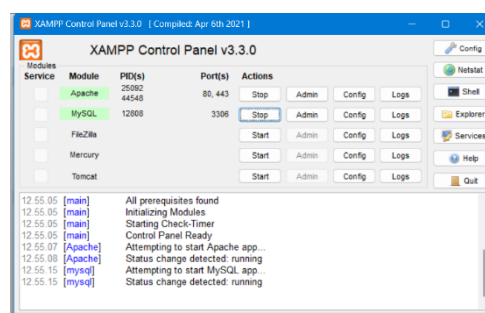 XAMPP Control Panel v3.3.0 [ Compiled: Apr 6th 2021 ]
XAMPP Control Panel v3.3.0
Config
Modules
Service Module PID(s) Port(s) Actions
Netstat
Apache 25092 44548 80, 443 Stop Admin Config Logs
Shell
MySQL 12808 3306 Stop Admin Config Logs
Explorer
FileZilla Start Admin Config Logs
Services
Mercury Start Admin Config Logs
Help
Tomcat Start Admin Config Logs
Quit
12.55.05 [main] All prerequisites found
12.55.05 [main] Initializing Modules
12.55.05 [main] Starting Check-Timer
12.55.05 [main] Control Panel Ready
12.55.07 [Apache] Attempting to start Apache app...
12.55.08 [Apache] Status change detected: running
12.55.15 [mysql] Attempting to start MySQL app...
12.55.15 [mysql] Status change detected: running